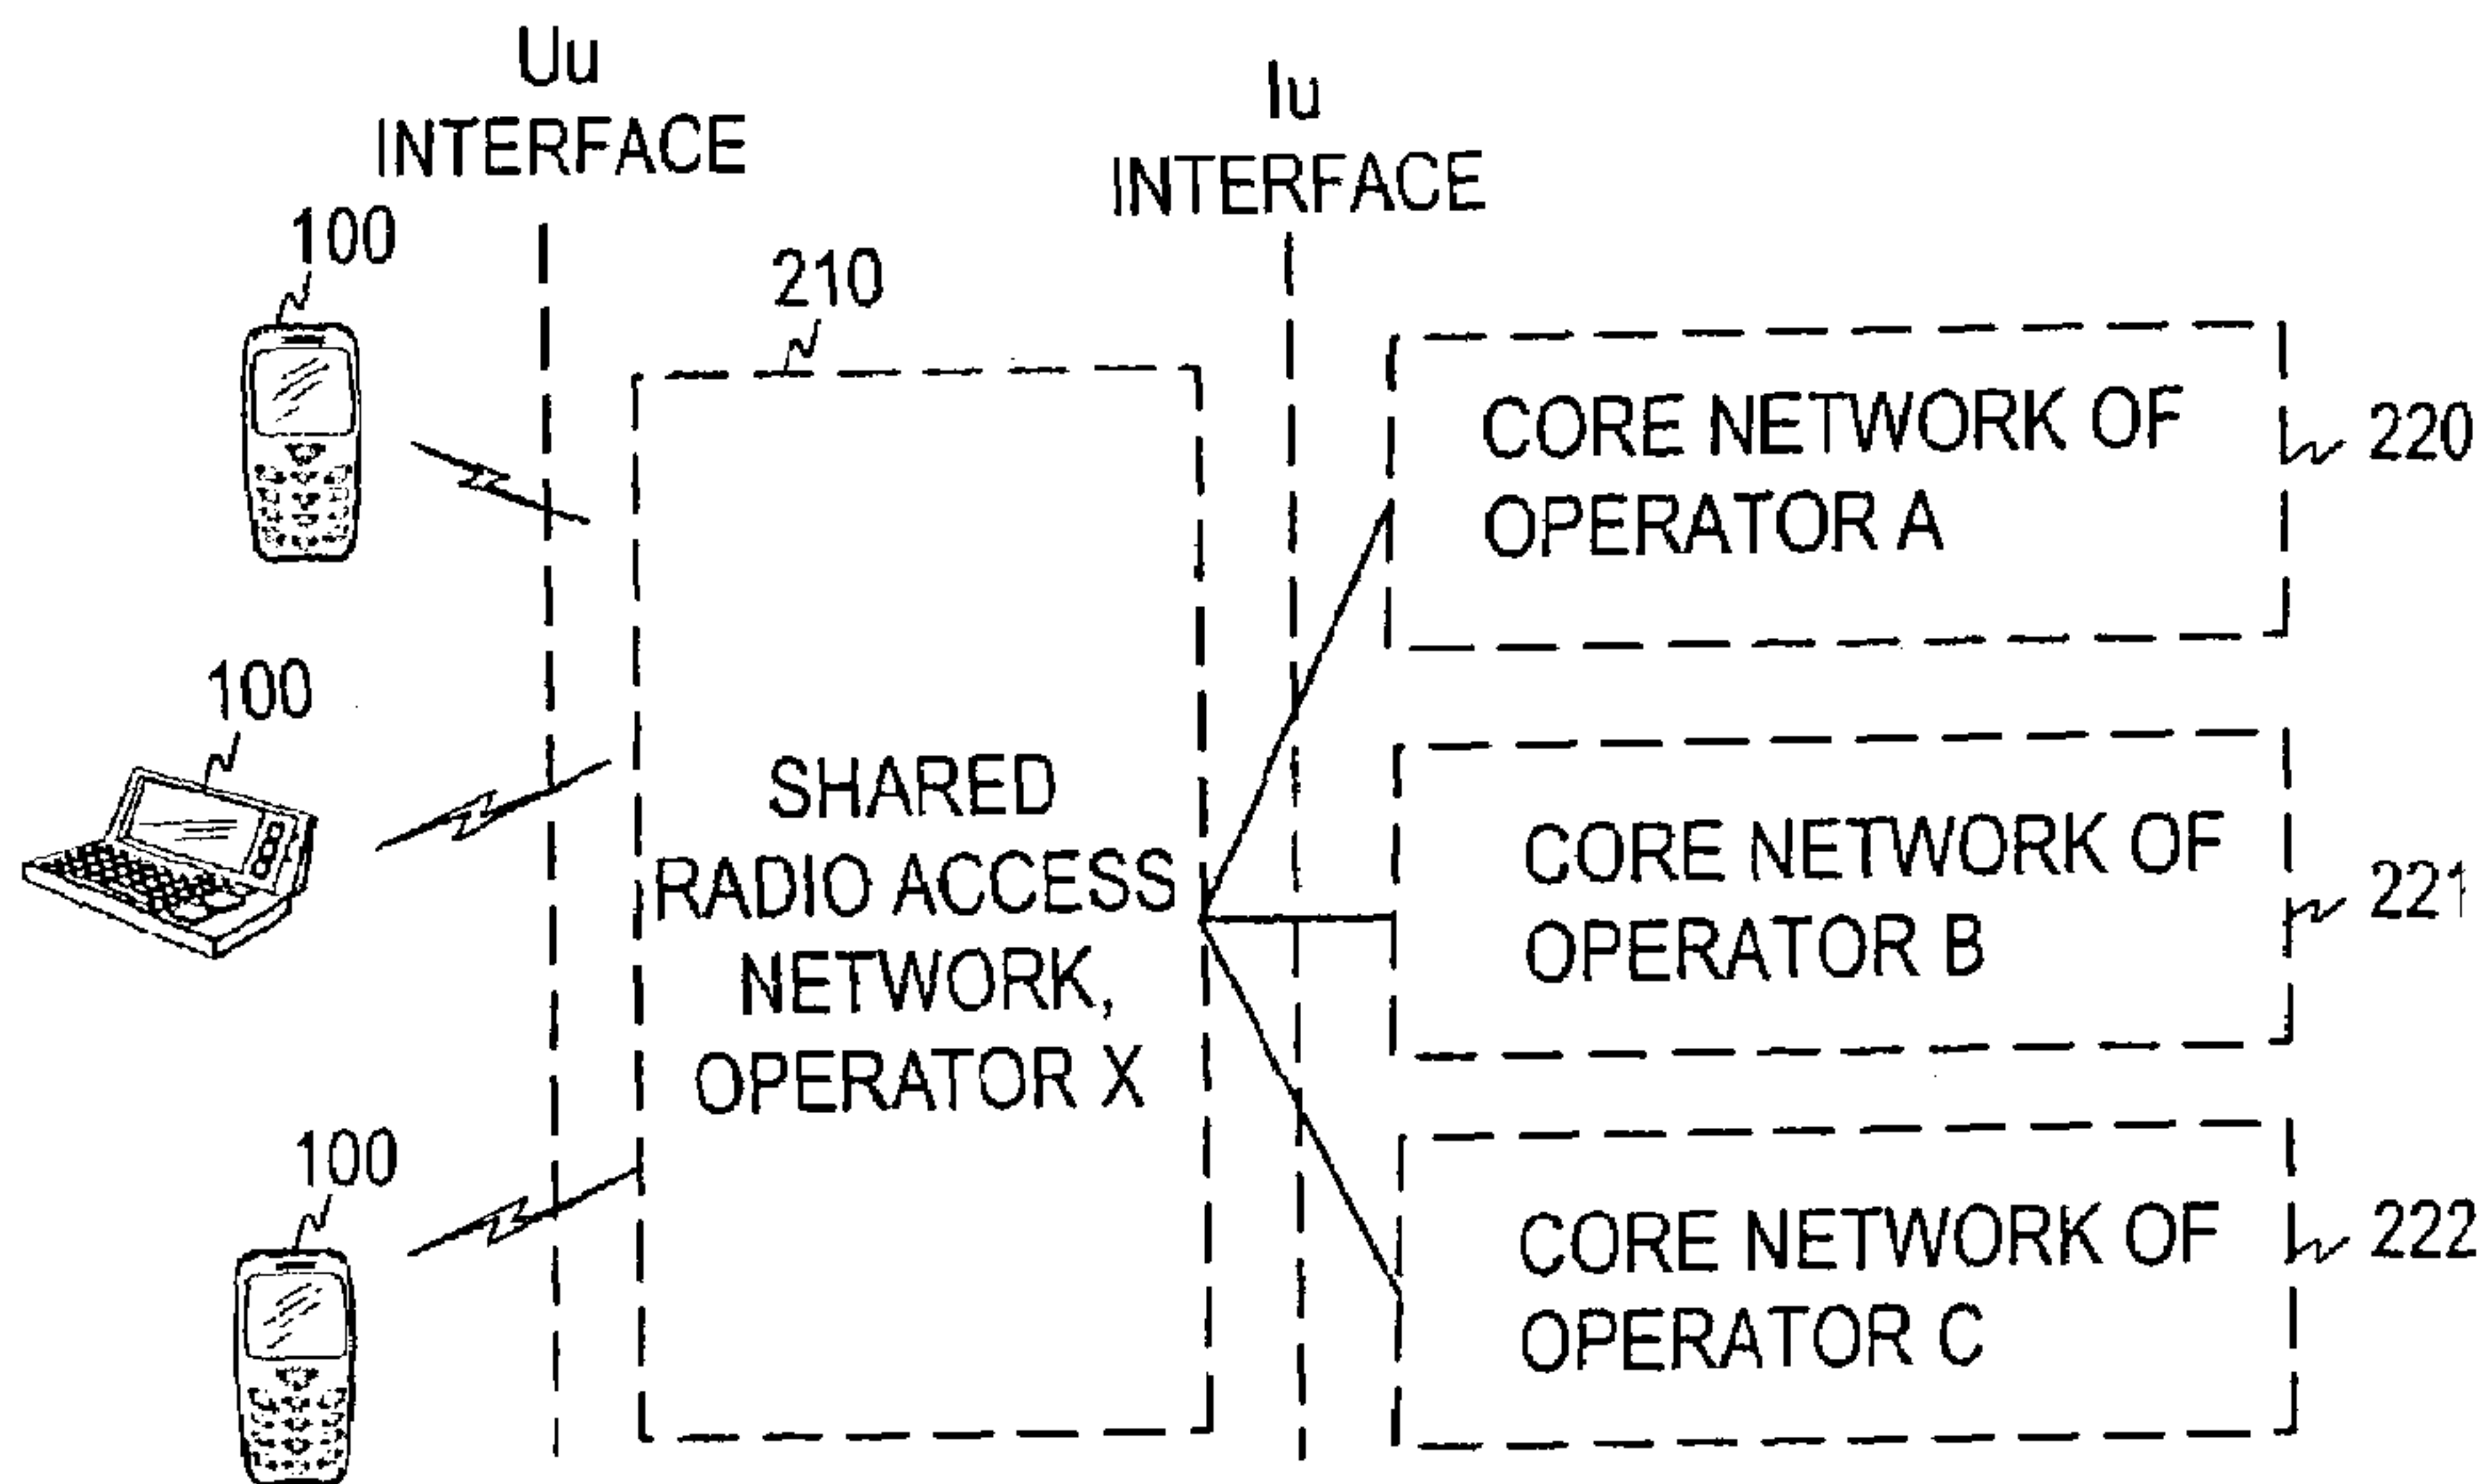 Uu
INTERFACE
Iu
INTERFACE
100
210
CORE NETWORK OF
OPERATOR A
220
100
SHARED
RADIO ACCESS
NETWORK,
OPERATOR X
CORE NETWORK OF
OPERATOR B
221
100
CORE NETWORK OF
OPERATOR C
222